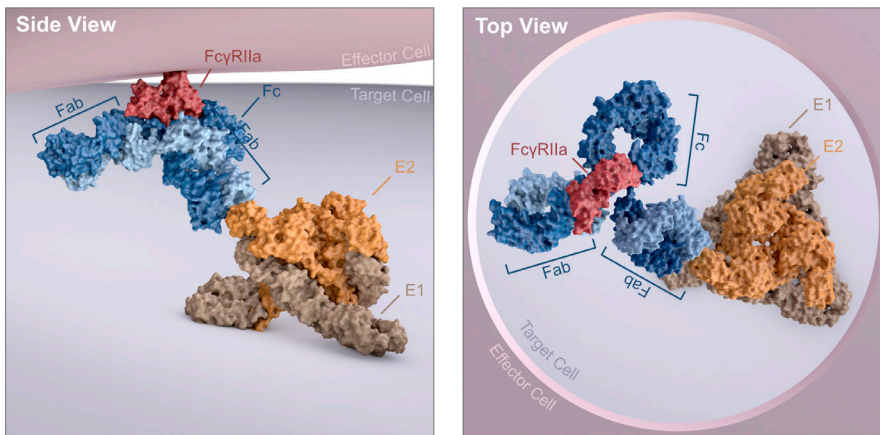 Side View
FcγRIIa
Effector Cell
Target Cell
Fab
Fc
Fab
E2
E1
Top View
E1
E2
Fc
FcγRIIa
Fab
Fab
Target Cell
Effector Cell